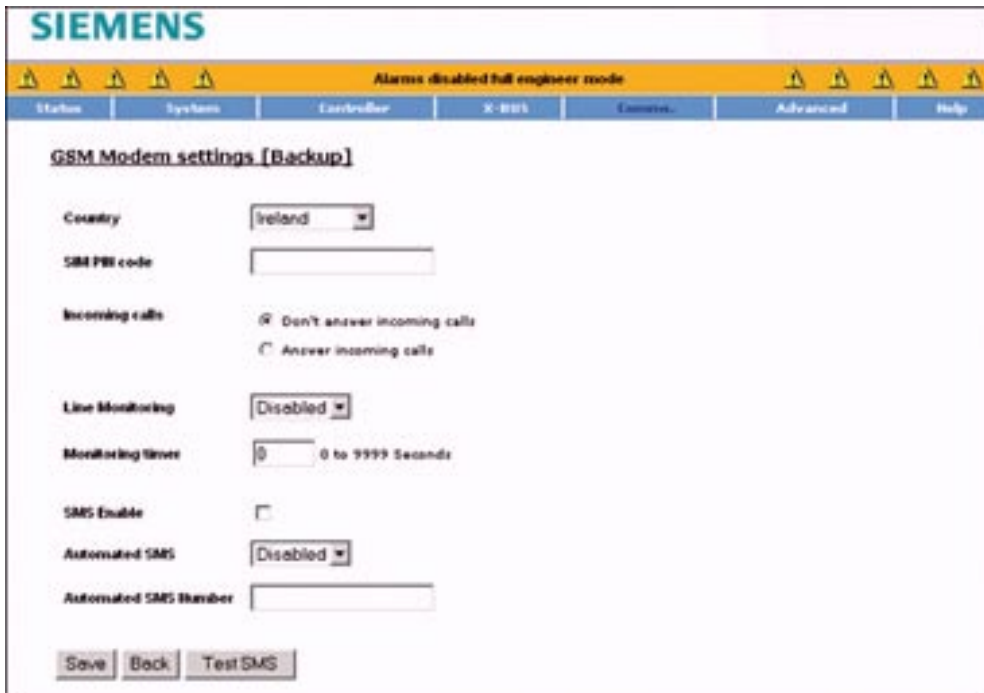 SIEMENS
Alarms disabled full engineer mode
Status System Controller X-BUS Comms. Advanced Help
GSM Modem settings [Backup]
Country Ireland
SIM PIN code
Incoming calls Don't answer incoming calls
Answer incoming calls
Line Monitoring Disabled
Monitoring timer 0 0 to 9999 Seconds
SMS Enable
Automated SMS Disabled
Automated SMS Number
Save Back Test SMS